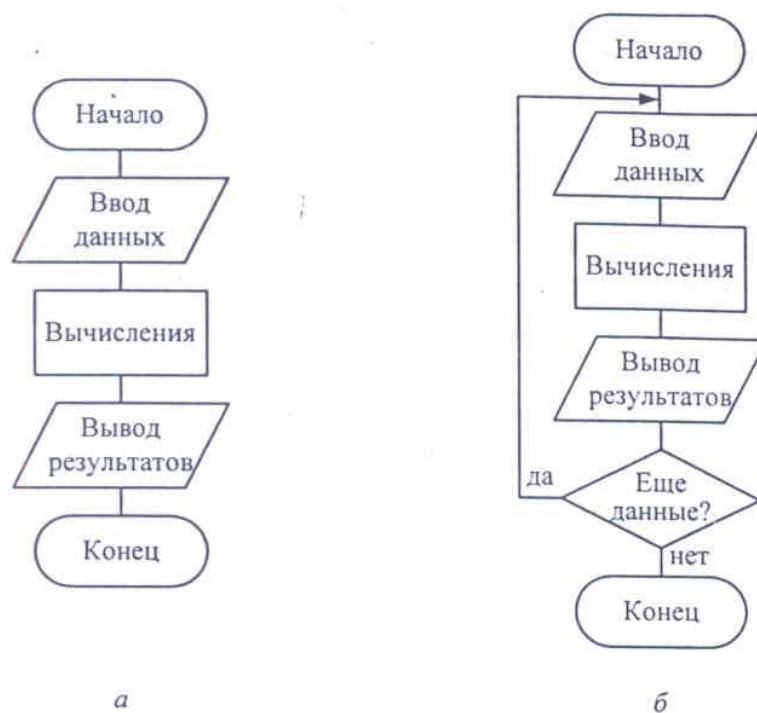 Начало
Ввод
данных
Вычисления
Вывод
результатов
Конец
а
Начало
Ввод
данных
Вычисления
Вывод
результатов
да
Еще
данные?
нет
Конец
б